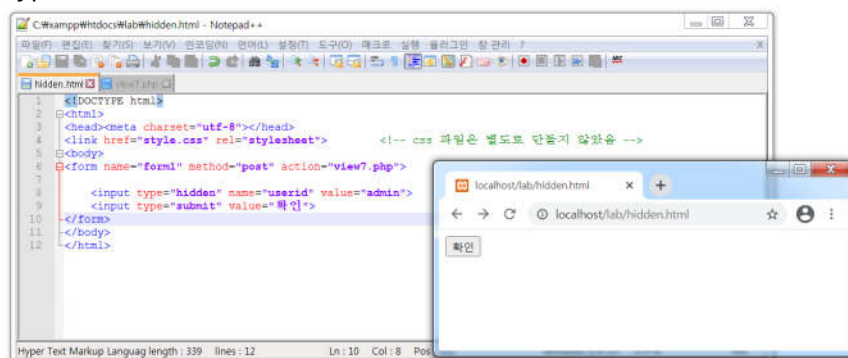 C:\xampp\htdocs\lab\hidden.html - Notepad++
파일(F) 편집(E) 찾기(S) 보기(V) 인코딩(N) 언어(L) 설정(T) 도구(O) 매크로 실행 플러그인 창 관리 ? X
hidden.html view7.php
1 <!DOCTYPE html>
2 <html>
3 <head><meta charset="utf-8"></head>
4 <link href="style.css" rel="stylesheet"> <!-- css 파일은 별도로 만들지 않았음 -->
5 <body>
6 <form name="form1" method="post" action="view7.php">
7
8 <input type="hidden" name="userid" value="admin">
9 <input type="submit" value="확인">
10 </form>
11 </body>
12 </html>
localhost/lab/hidden.html
localhost/lab/hidden.html
확인
Hyper Text Markup Languag length : 339 lines : 12 Ln : 10 Col : 8 Pos